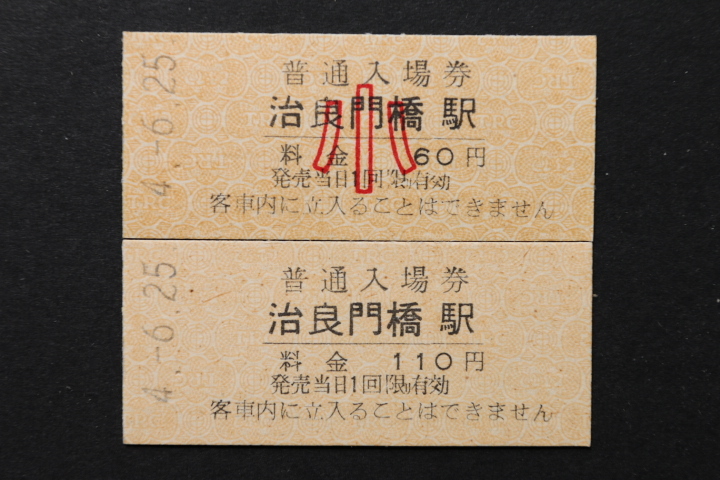 4.-6.25
普通入場券
治良門橋駅
小
料金 60円
発売当日1回限り有効
客車内に立入ることはできません
4.-6.25
普通入場券
治良門橋駅
料金 110円
発売当日1回限り有効
客車内に立入ることはできません